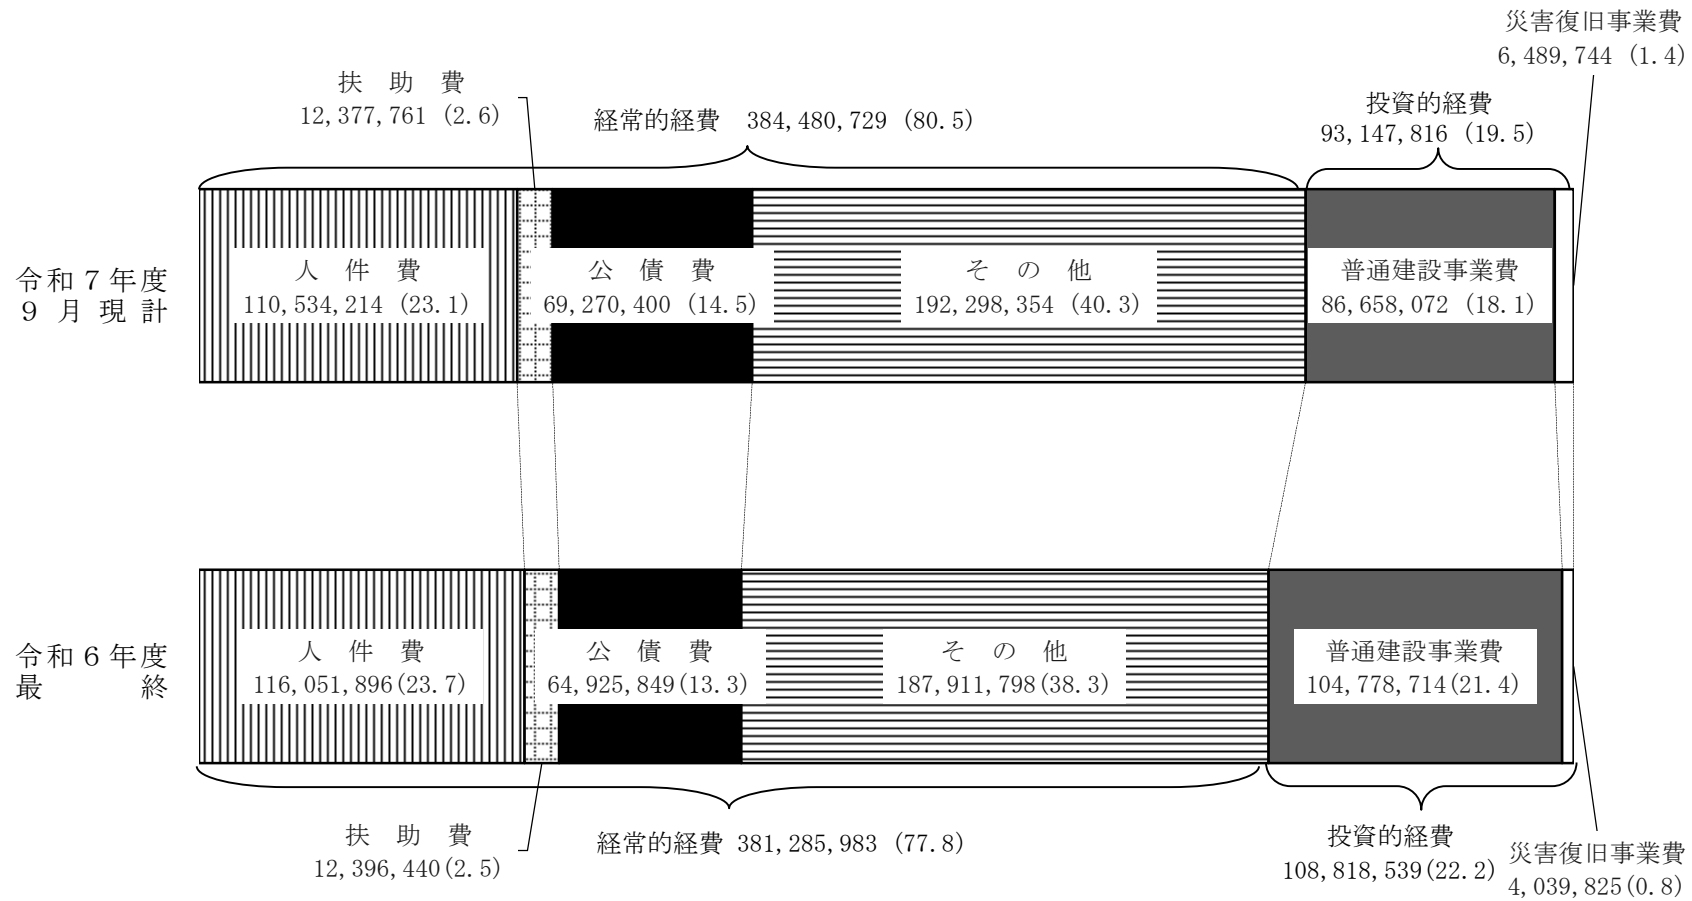 災害復旧事業費
6,489,744 (1.4)
扶　助　費
12,377,761 (2.6)
経常的経費　384,480,729 (80.5)
投資的経費
93,147,816 (19.5)
令和７年度
９月現計
人　件　費
110,534,214 (23.1)
公　債　費
69,270,400 (14.5)
そ　の　他
192,298,354 (40.3)
普通建設事業費
86,658,072 (18.1)
令和６年度
最　　　終
人　件　費
116,051,896(23.7)
公　債　費
64,925,849(13.3)
そ　の　他
187,911,798(38.3)
普通建設事業費
104,778,714(21.4)
扶　助　費
12,396,440(2.5)
経常的経費 381,285,983 (77.8)
投資的経費
108,818,539(22.2)
災害復旧事業費
4,039,825(0.8)